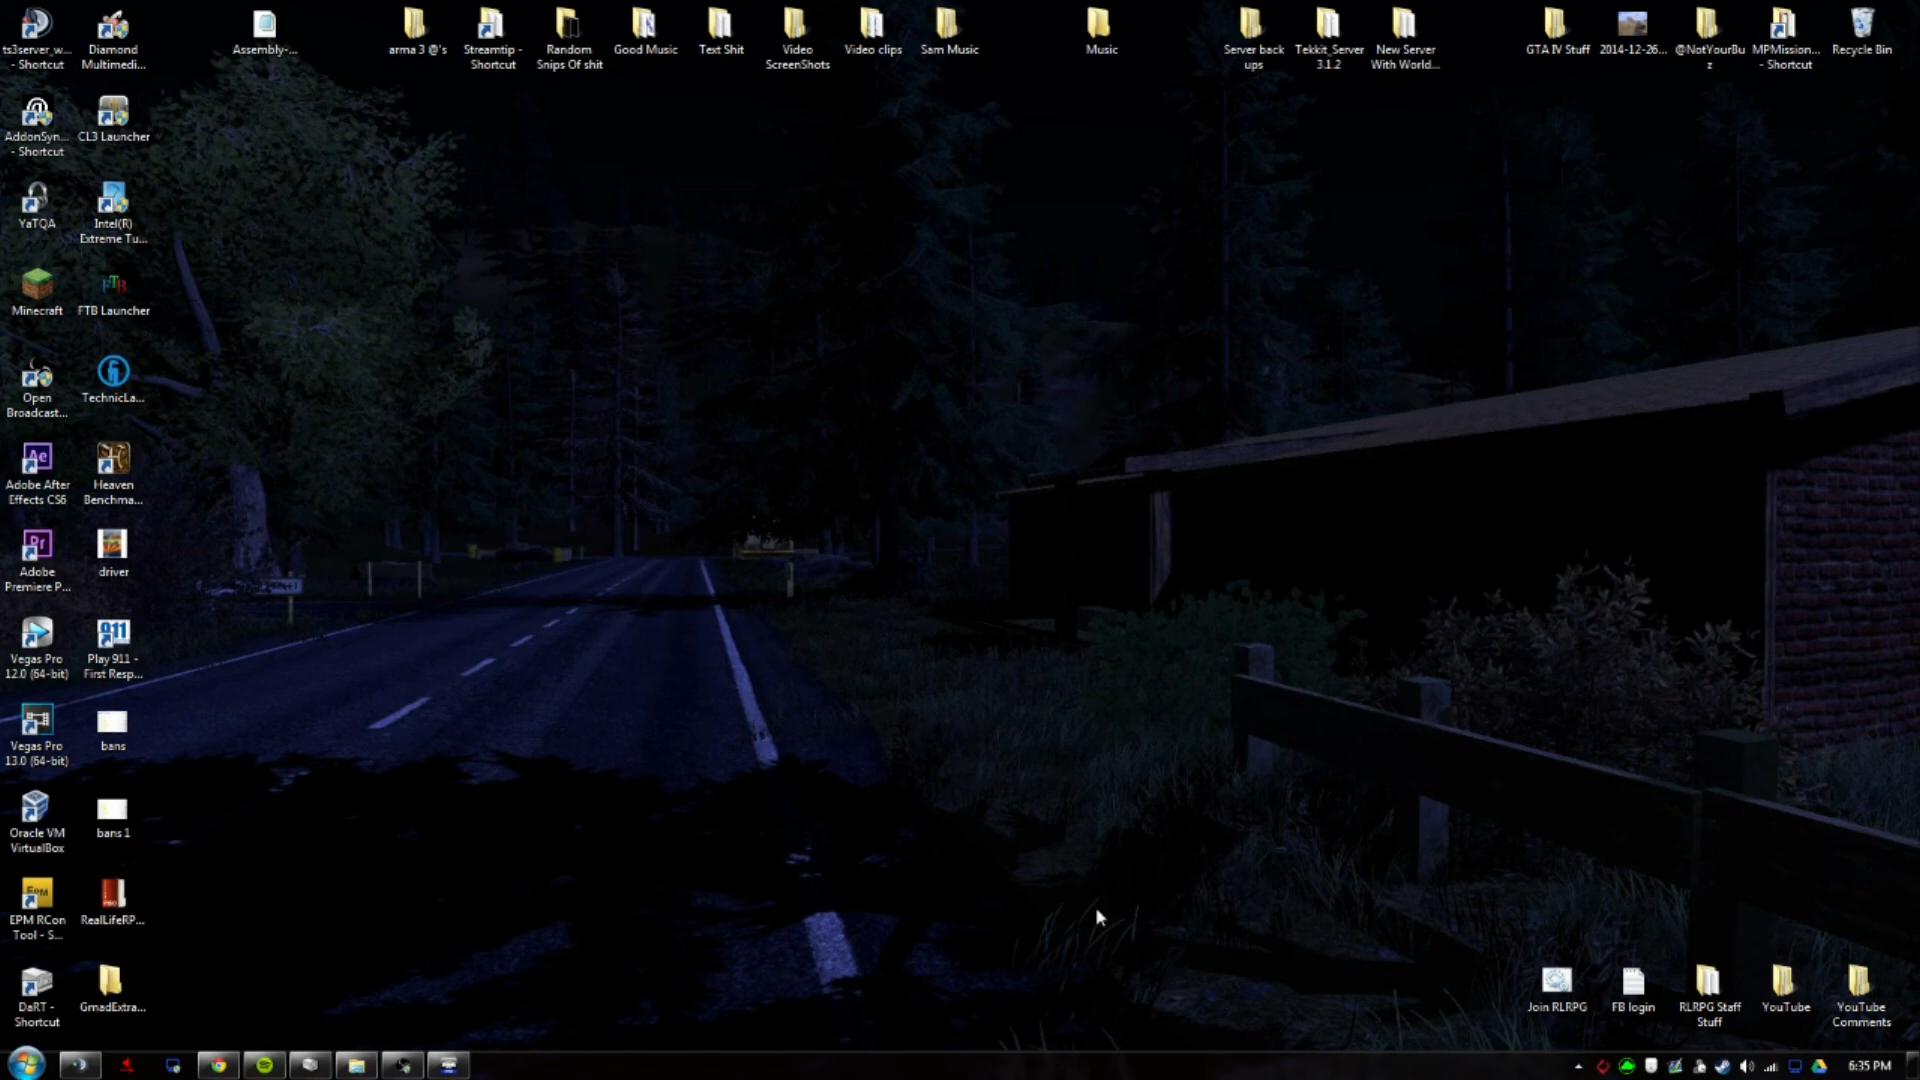 ts3server_w...
- Shortcut
Diamond
Multimedi...
Assembly-...
arma 3 @'s
Streamtip -
Shortcut
Random
Snips Of shit
Good Music
Text Shit
Video
ScreenShots
Video clips
Sam Music
Music
Server back
ups
Tekkit_Server
3.1.2
New Server
With World...
GTA IV Stuff
2014-12-26...
@NotYourBu
z
MPMission...
- Shortcut
Recycle Bin
AddonSyn...
- Shortcut
CL3 Launcher
YaTQA
Intel(R)
Extreme Tu...
Minecraft
FTB
FTB Launcher
Open
Broadcast...
TechnicLa...
Ae
Adobe After
Effects CS6
Heaven
Benchma...
Pr
Adobe
Premiere P...
driver
Vegas Pro
12.0 (64-bit)
911
Play 911 -
First Resp...
Vegas Pro
13.0 (64-bit)
bans
Oracle VM
VirtualBox
bans 1
EPM
EPM RCon
Tool - S...
RealLifeRP...
DaRT -
Shortcut
GmadExtra...
Join RLRPG
FB login
RLRPG Staff
Stuff
YouTube
YouTube
Comments
6:35 PM